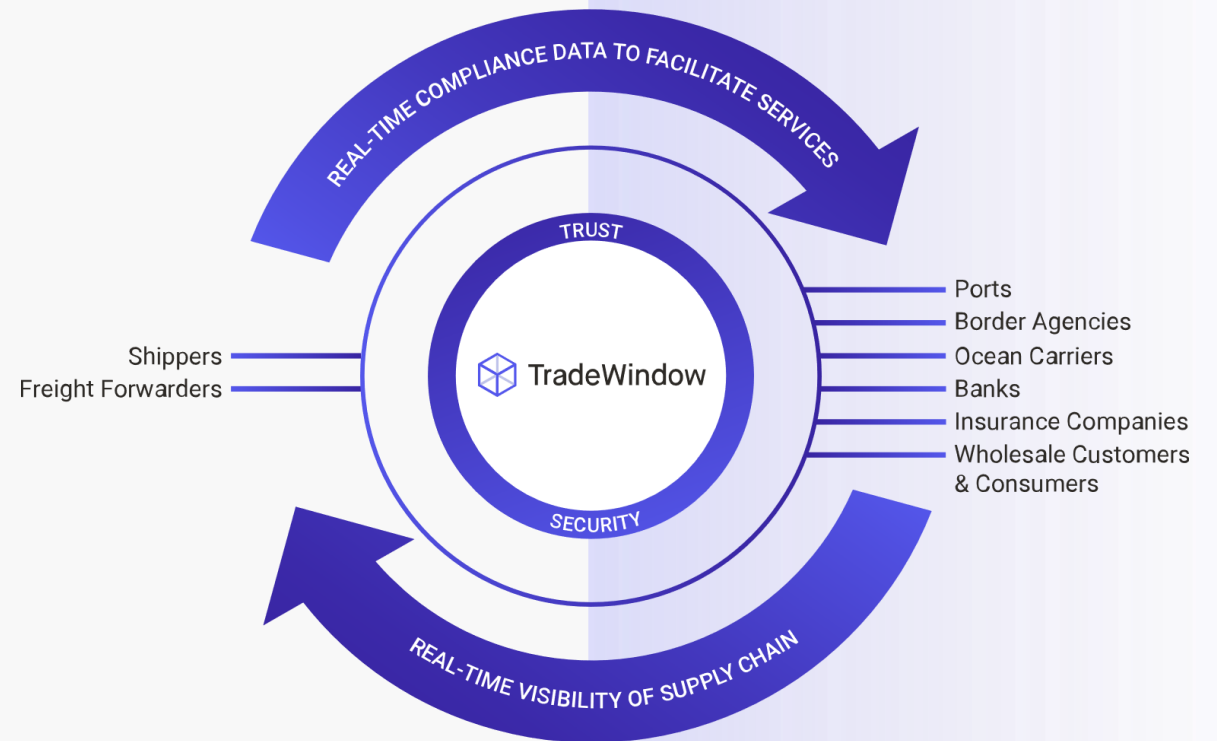 REAL-TIME COMPLIANCE DATA TO FACILITATE SERVICES
TRUST
TradeWindow
SECURITY
Shippers
Freight Forwarders
Ports
Border Agencies
Ocean Carriers
Banks
Insurance Companies
Wholesale Customers
& Consumers
REAL-TIME VISIBILITY OF SUPPLY CHAIN